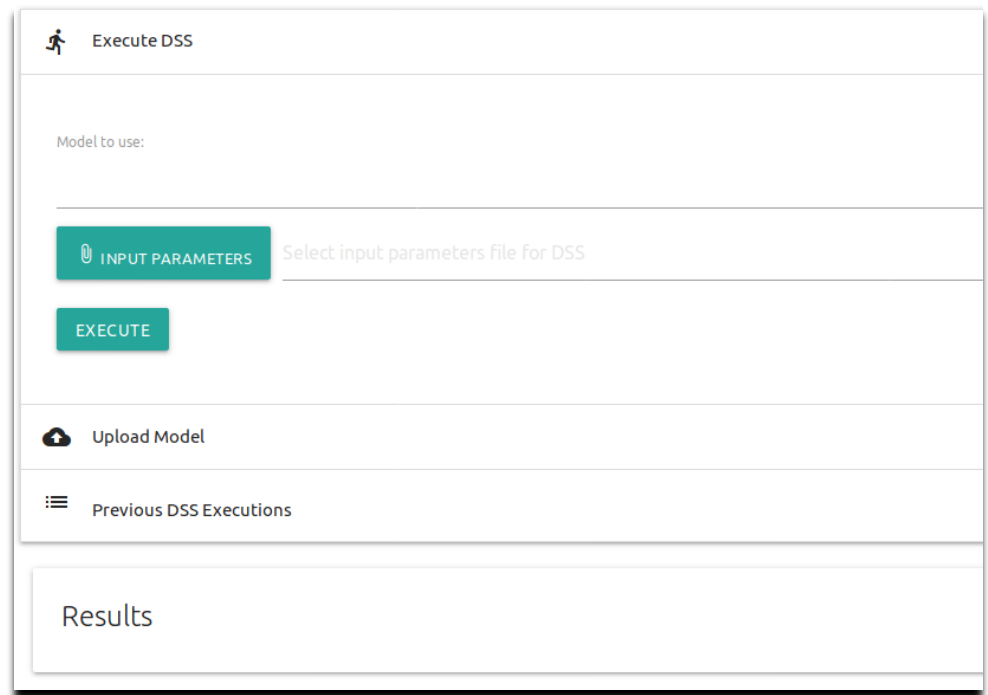 Execute DSS
Model to use:
INPUT PARAMETERS Select input parameters file for DSS
EXECUTE
Upload Model
Previous DSS Executions
Results